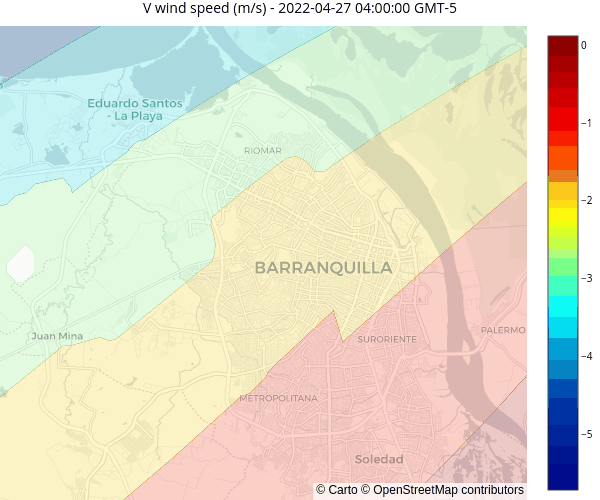 V wind speed (m/s) - 2022-04-27 04:00:00 GMT-5
0
Eduardo Santos
- La Playa
−1
RIOMAR
−2
BARRANQUILLA
−3
Juan Mina
SURORIENTE
PALERMO
−4
METROPOLITANA
−5
Soledad
© Carto © OpenStreetMap contributors